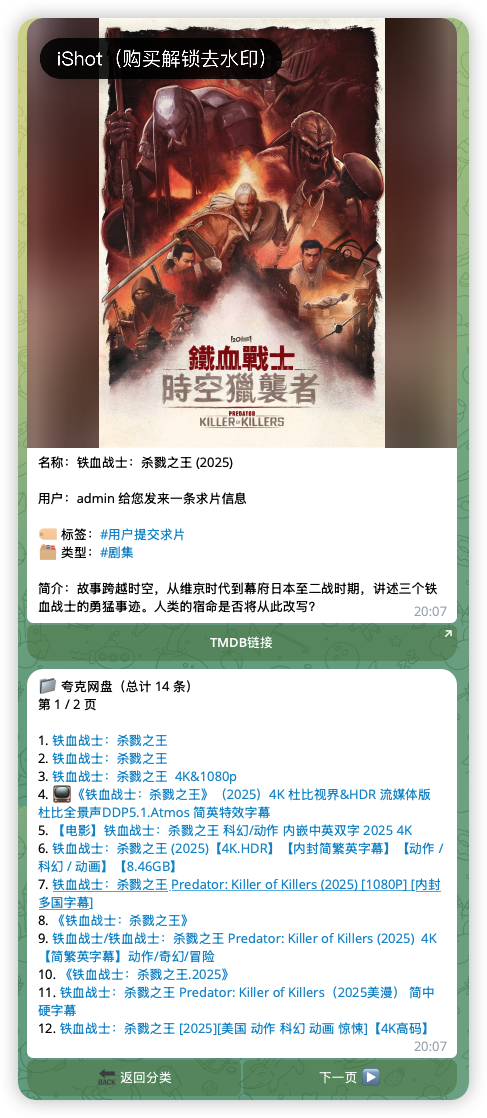 iShot（购买解锁去水印）
鐵血戰士
時空獵襲者
PREDATOR
KILLER OF KILLERS
名称：铁血战士：杀戮之王 (2025)
用户：admin 给您发来一条求片信息
标签：#用户提交求片
类型：#剧集
简介：故事跨越时空，从维京时代到幕府日本至二战时期，讲述三个铁
血战士的勇猛事迹。人类的宿命是否将从此改写？
20:07
TMDB链接
夸克网盘（总计 14 条）
第 1 / 2 页
1. 铁血战士：杀戮之王
2. 铁血战士：杀戮之王
3. 铁血战士：杀戮之王 4K&1080p
4. 《铁血战士：杀戮之王》（2025）4K 杜比视界&HDR 流媒体版
杜比全景声DDP5.1.Atmos 简英特效字幕
5. 【电影】铁血战士：杀戮之王 科幻/动作 内嵌中英双字 2025 4K
6. 铁血战士：杀戮之王 (2025)【4K.HDR】【内封简繁英字幕】【动作 /
科幻 / 动画】【8.46GB】
7. 铁血战士：杀戮之王 Predator: Killer of Killers (2025) [1080P] [内封
多国字幕]
8. 《铁血战士：杀戮之王》
9. 铁血战士/铁血战士：杀戮之王 Predator: Killer of Killers (2025) 4K
【简繁英字幕】动作/奇幻/冒险
10. 《铁血战士：杀戮之王.2025》
11. 铁血战士：杀戮之王 Predator: Killer of Killers（2025美漫） 简中
硬字幕
12. 铁血战士：杀戮之王 [2025][美国 动作 科幻 动画 惊悚]【4K高码】
20:07
BACK 返回分类
下一页